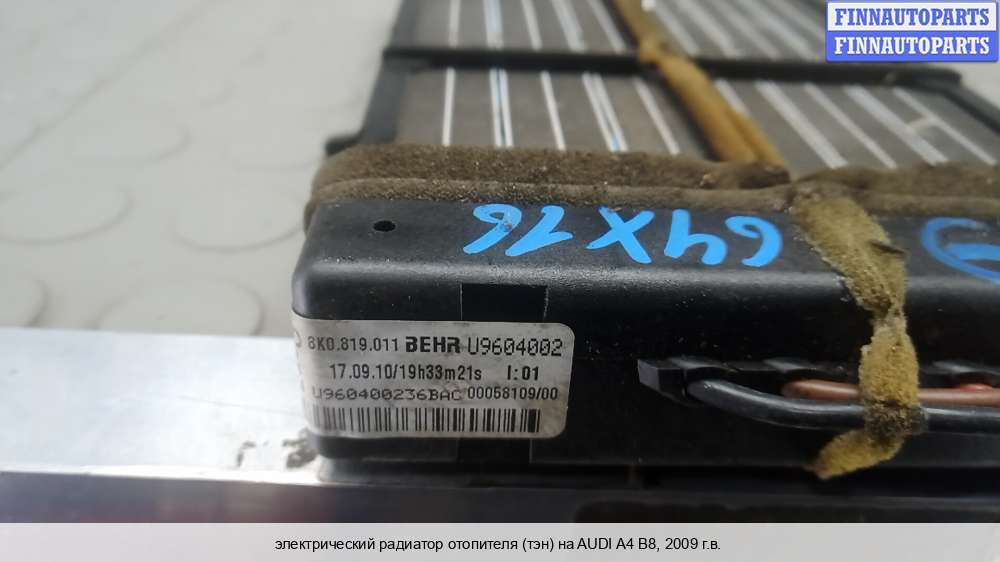 FINNAUTOPARTS
FINNAUTOPARTS
64X16
8K0.819.011 BEHR U9604002
17.09.10/19h33m21s I:01
U960400236BAC 00058109/00
электрический радиатор отопителя (тэн) на AUDI A4 B8, 2009 г.в.